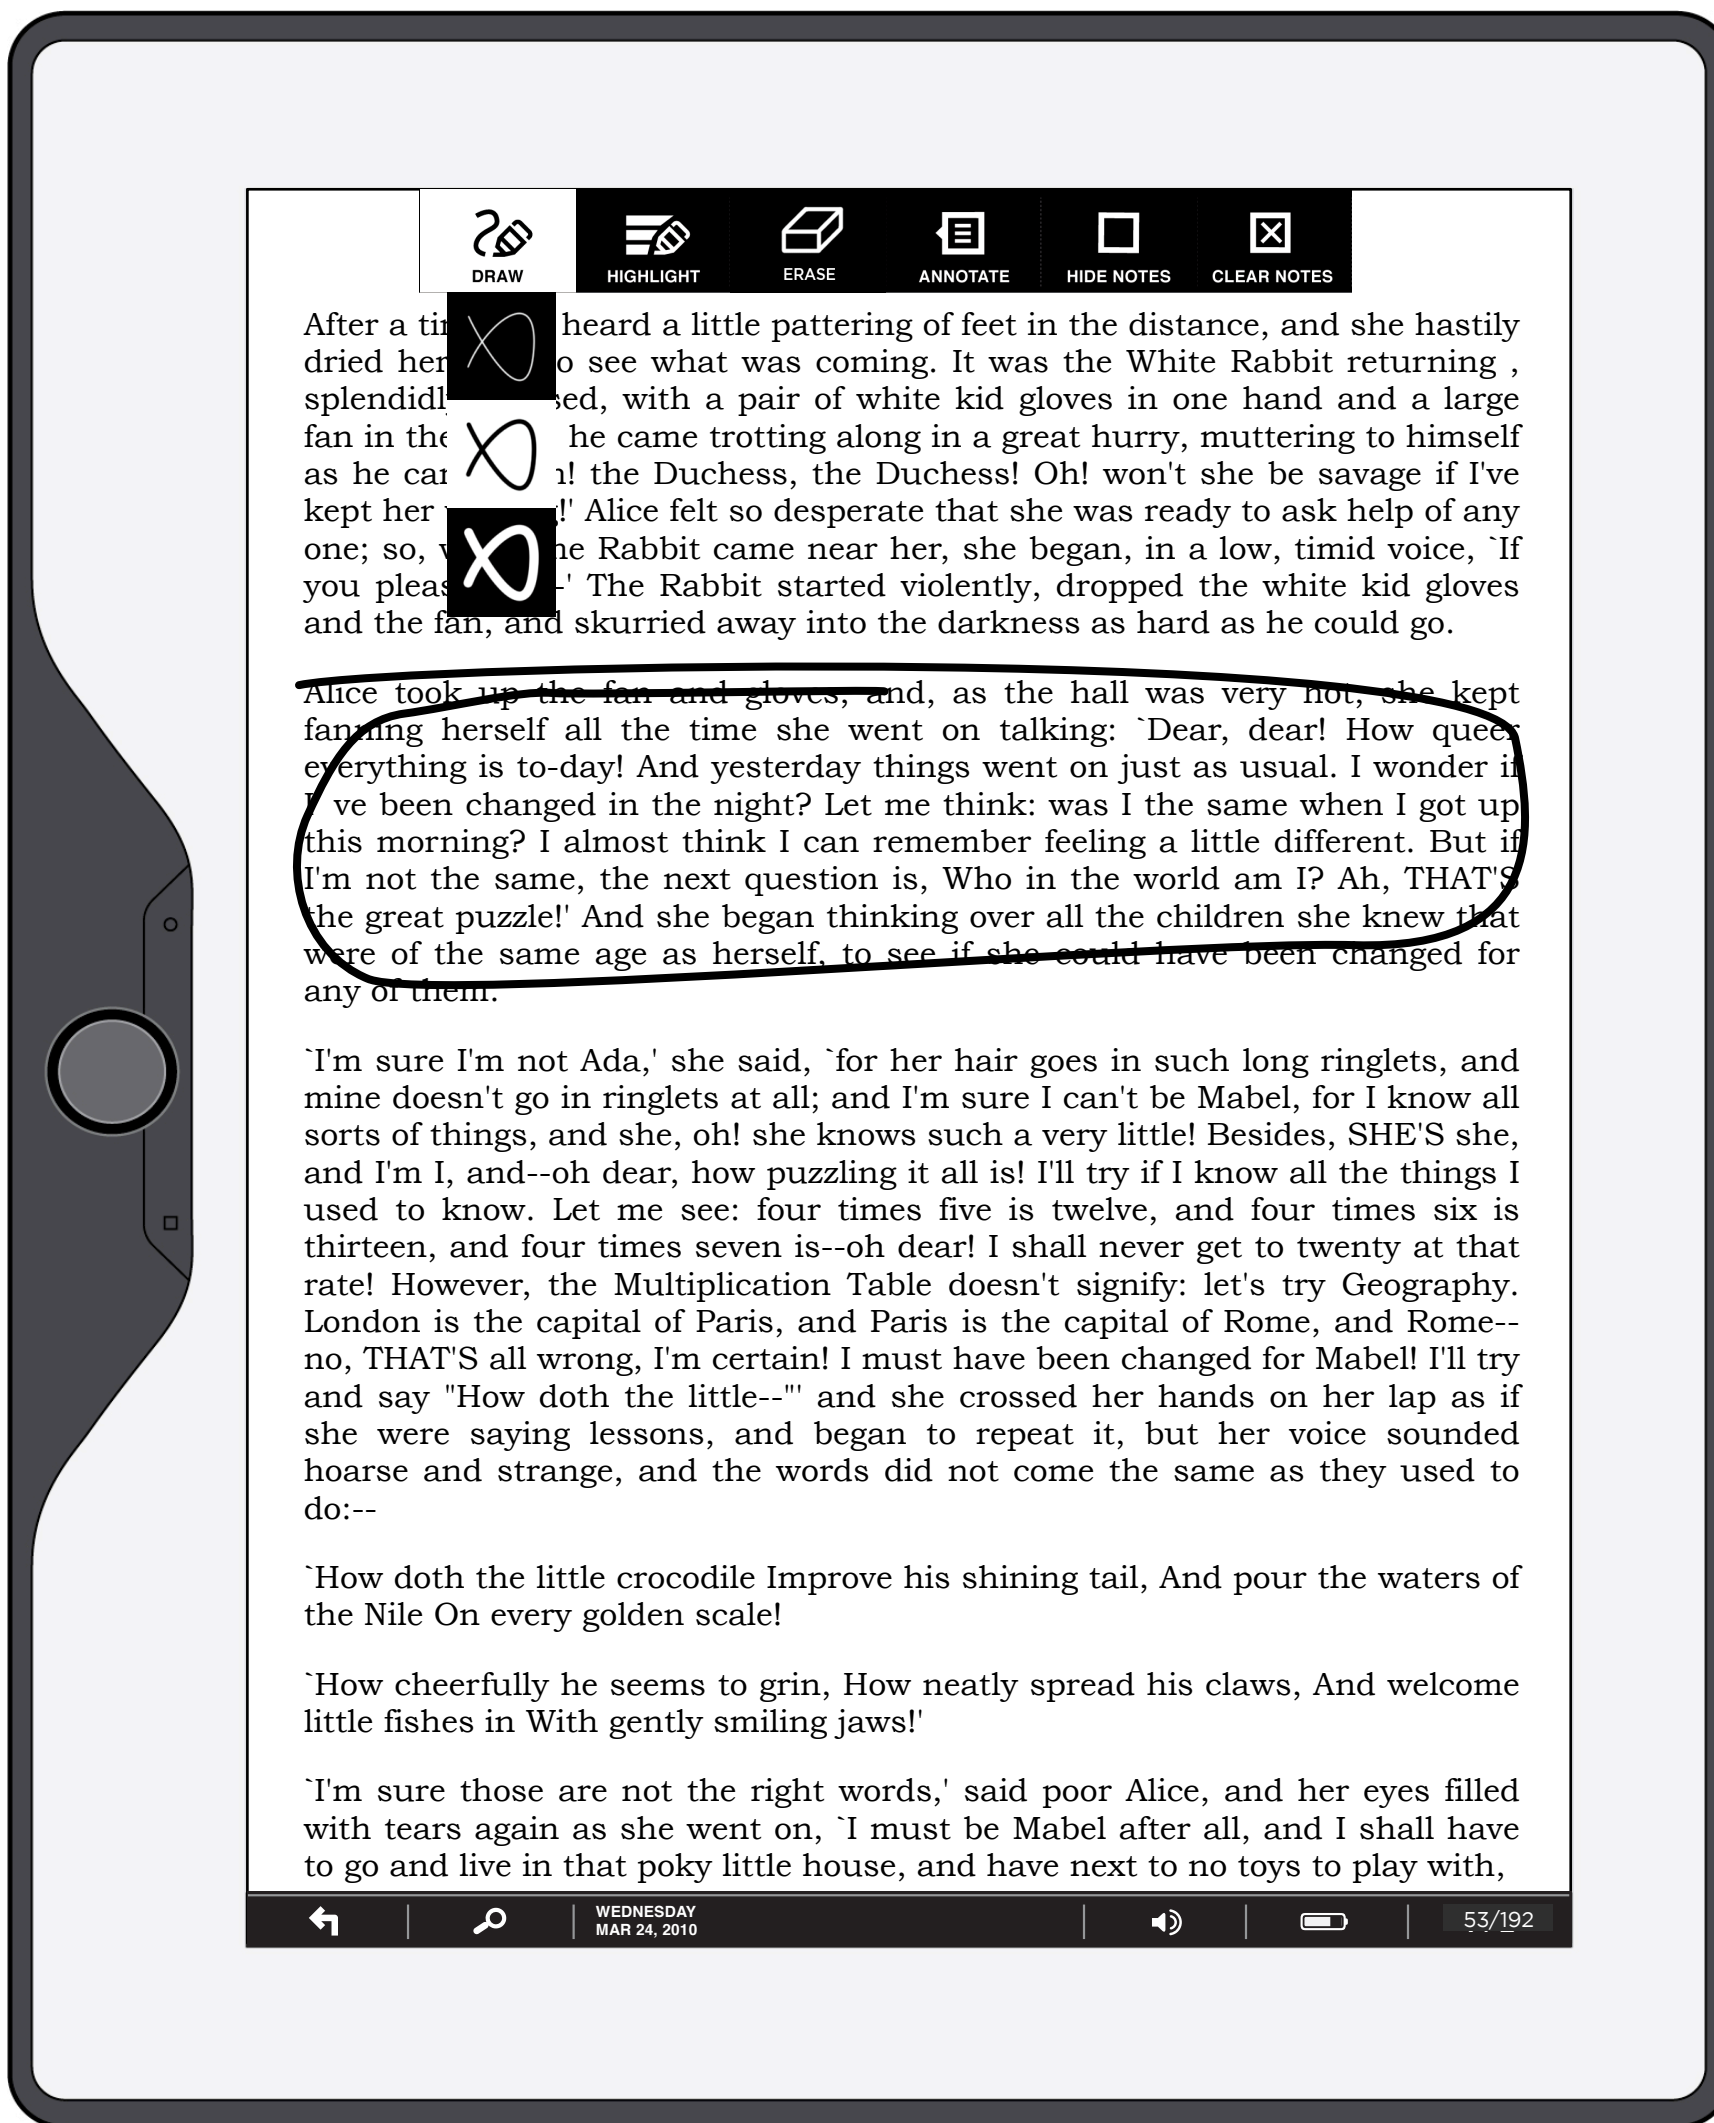 DRAW HIGHLIGHT ERASE ANNOTATE HIDE NOTES CLEAR NOTES
After a heard a little pattering of feet in the distance, and she hastily
dried her to see what was coming. It was the White Rabbit returning ,
splendidly with a pair of white kid gloves in one hand and a large
fan in the he came trotting along in a great hurry, muttering to himself
as he the Duchess, the Duchess! Oh! won't she be savage if I've
kept her !' Alice felt so desperate that she was ready to ask help of any
one; so, the Rabbit came near her, she began, in a low, timid voice, `If
you -' The Rabbit started violently, dropped the white kid gloves
and the fan, and skurried away into the darkness as hard as he could go.
Alice took up the fan and gloves, and, as the hall was very hot, she kept
fanning herself all the time she went on talking: `Dear, dear! How queer
everything is to-day! And yesterday things went on just as usual. I wonder if
I' ve been changed in the night? Let me think: was I the same when I got up
this morning? I almost think I can remember feeling a little different. But if
I'm not the same, the next question is, Who in the world am I? Ah, THAT'S
the great puzzle!' And she began thinking over all the children she knew that
were of the same age as herself, to see if she could have been changed for
any of them.
`I'm sure I'm not Ada,' she said, `for her hair goes in such long ringlets, and
mine doesn't go in ringlets at all; and I'm sure I can't be Mabel, for I know all
sorts of things, and she, oh! she knows such a very little! Besides, SHE'S she,
and I'm I, and--oh dear, how puzzling it all is! I'll try if I know all the things I
used to know. Let me see: four times five is twelve, and four times six is
thirteen, and four times seven is--oh dear! I shall never get to twenty at that
rate! However, the Multiplication Table doesn't signify: let's try Geography.
London is the capital of Paris, and Paris is the capital of Rome, and Rome--
no, THAT'S all wrong, I'm certain! I must have been changed for Mabel! I'll try
and say "How doth the little--"' and she crossed her hands on her lap as if
she were saying lessons, and began to repeat it, but her voice sounded
hoarse and strange, and the words did not come the same as they used to
do:--
`How doth the little crocodile Improve his shining tail, And pour the waters of
the Nile On every golden scale!
`How cheerfully he seems to grin, How neatly spread his claws, And welcome
little fishes in With gently smiling jaws!'
`I'm sure those are not the right words,' said poor Alice, and her eyes filled
with tears again as she went on, `I must be Mabel after all, and I shall have
to go and live in that poky little house, and have next to no toys to play with,
WEDNESDAY
MAR 24, 2010
53/192